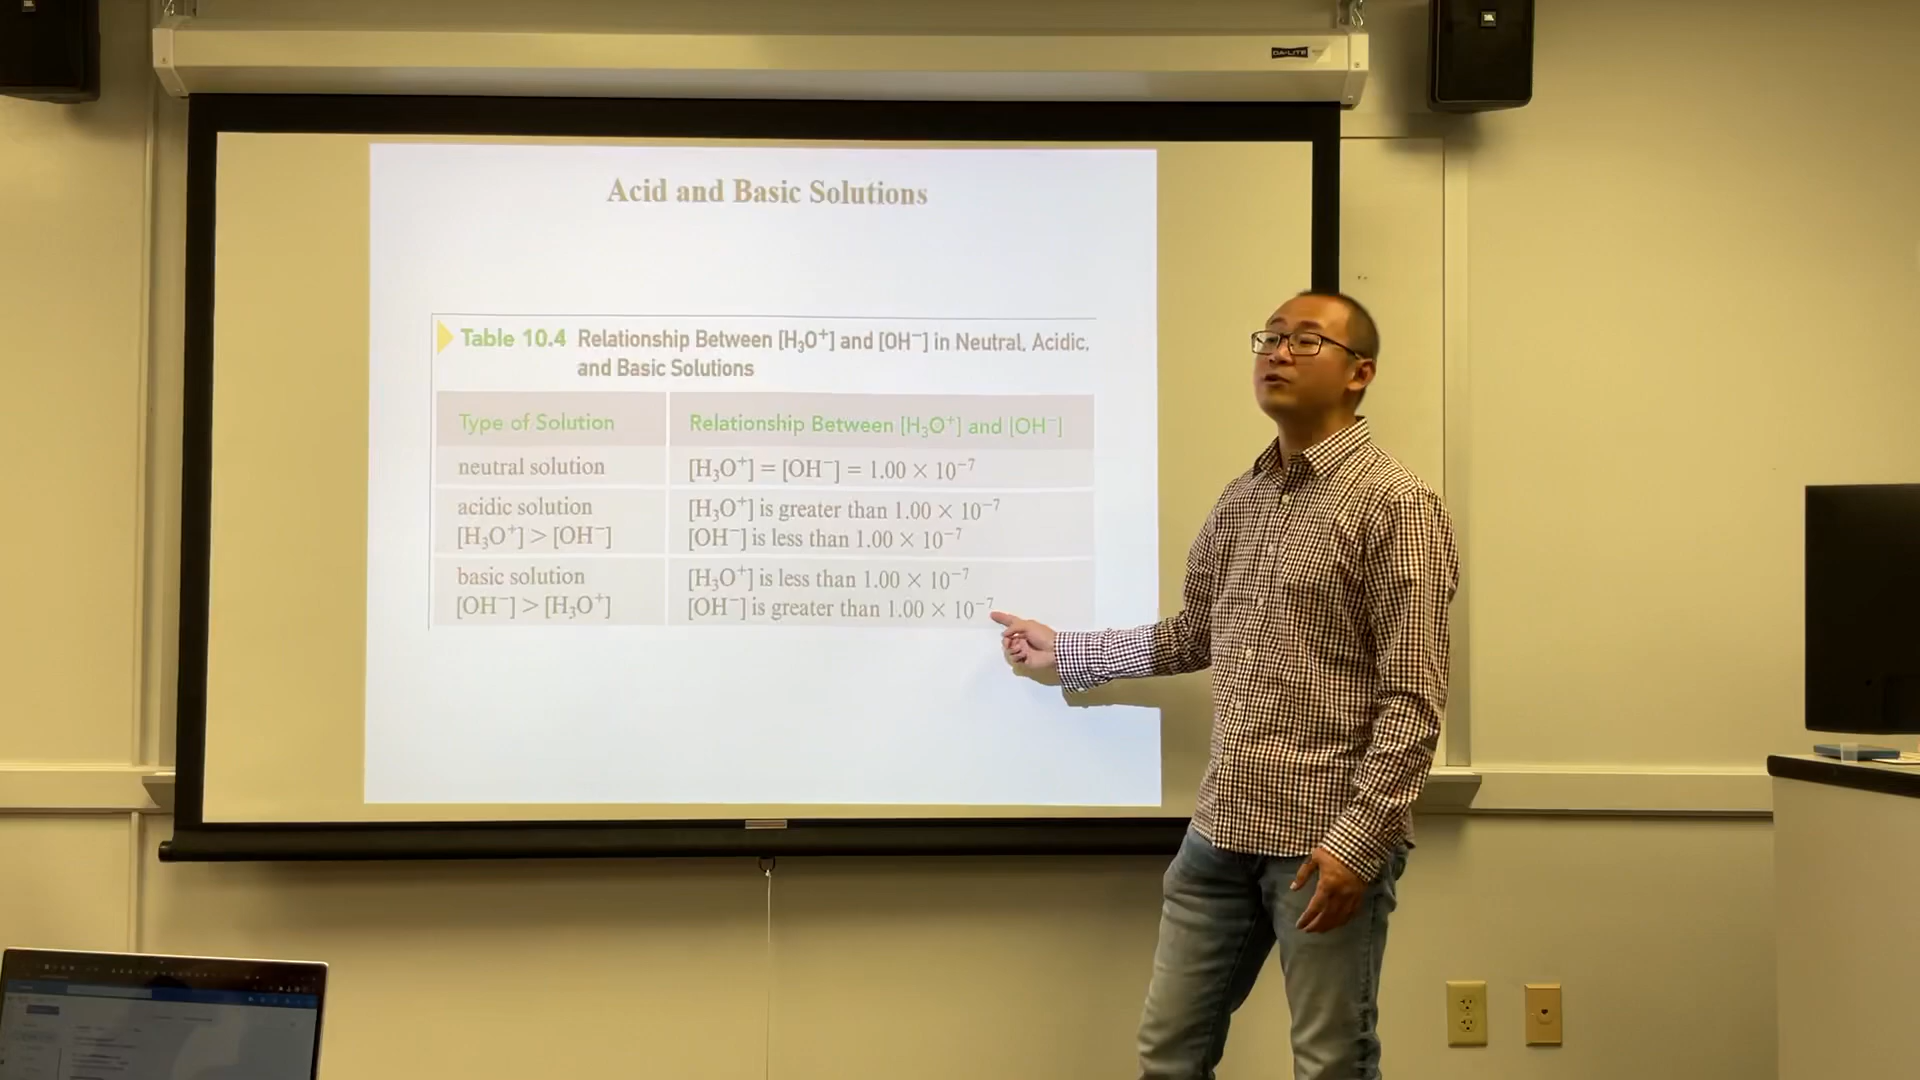 DA-LITE
Acid and Basic Solutions
Table 10.4 Relationship Between [H₃O⁺] and [OH⁻] in Neutral, Acidic,
and Basic Solutions
Type of Solution Relationship Between [H₃O⁺] and [OH⁻]
neutral solution [H₃O⁺] = [OH⁻] = 1.00 × 10⁻⁷
acidic solution [H₃O⁺] is greater than 1.00 × 10⁻⁷
[H₃O⁺] > [OH⁻] [OH⁻] is less than 1.00 × 10⁻⁷
basic solution [H₃O⁺] is less than 1.00 × 10⁻⁷
[OH⁻] > [H₃O⁺] [OH⁻] is greater than 1.00 × 10⁻⁷